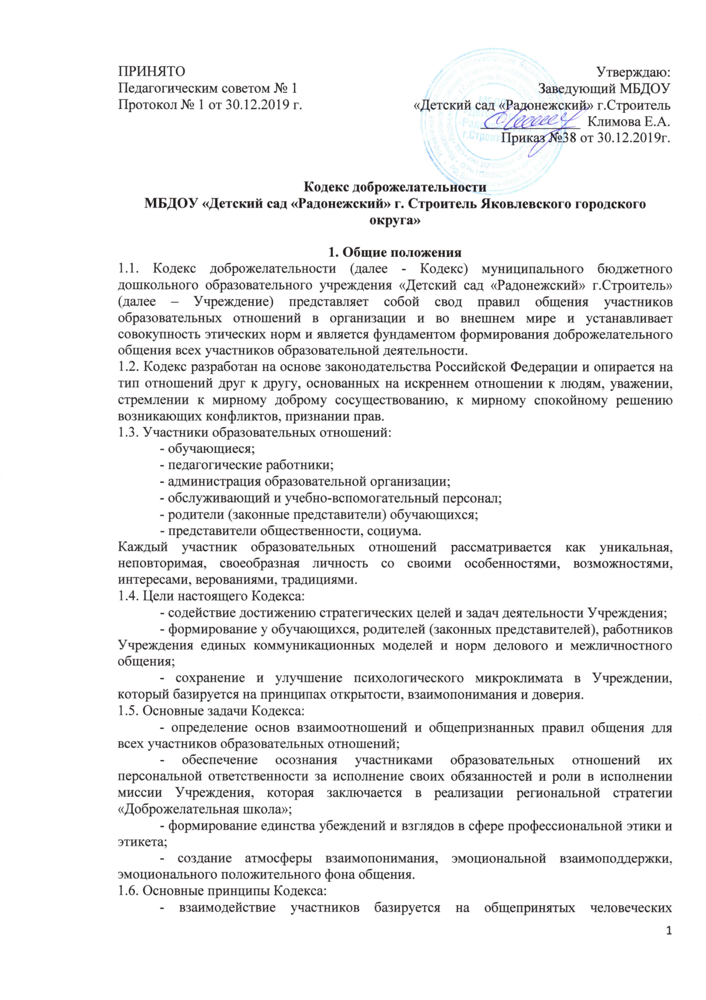 ПРИНЯТО
Педагогическим советом № 1
Протокол № 1 от 30.12.2019 г.
Утверждаю:
Заведующий МБДОУ
«Детский сад «Радонежский» г.Строитель
Климова Е.А.
Приказ №38 от 30.12.2019г.
МБДОУ
«Детский сад
«Радонежский»
г.Строитель
Кодекс доброжелательности
МБДОУ «Детский сад «Радонежский» г. Строитель Яковлевского городского
округа»
1. Общие положения
1.1. Кодекс доброжелательности (далее - Кодекс) муниципального бюджетного
дошкольного образовательного учреждения «Детский сад «Радонежский» г.Строитель»
(далее – Учреждение) представляет собой свод правил общения участников
образовательных отношений в организации и во внешнем мире и устанавливает
совокупность этических норм и является фундаментом формирования доброжелательного
общения всех участников образовательной деятельности.
1.2. Кодекс разработан на основе законодательства Российской Федерации и опирается на
тип отношений друг к другу, основанных на искреннем отношении к людям, уважении,
стремлении к мирному доброму сосуществованию, к мирному спокойному решению
возникающих конфликтов, признании прав.
1.3. Участники образовательных отношений:
- обучающиеся;
- педагогические работники;
- администрация образовательной организации;
- обслуживающий и учебно-вспомогательный персонал;
- родители (законные представители) обучающихся;
- представители общественности, социума.
Каждый участник образовательных отношений рассматривается как уникальная,
неповторимая, своеобразная личность со своими особенностями, возможностями,
интересами, верованиями, традициями.
1.4. Цели настоящего Кодекса:
- содействие достижению стратегических целей и задач деятельности Учреждения;
- формирование у обучающихся, родителей (законных представителей), работников
Учреждения единых коммуникационных моделей и норм делового и межличностного
общения;
- сохранение и улучшение психологического микроклимата в Учреждении,
который базируется на принципах открытости, взаимопонимания и доверия.
1.5. Основные задачи Кодекса:
- определение основ взаимоотношений и общепризнанных правил общения для
всех участников образовательных отношений;
- обеспечение осознания участниками образовательных отношений их
персональной ответственности за исполнение своих обязанностей и роли в исполнении
миссии Учреждения, которая заключается в реализации региональной стратегии
«Доброжелательная школа»;
- формирование единства убеждений и взглядов в сфере профессиональной этики и
этикета;
- создание атмосферы взаимопонимания, эмоциональной взаимоподдержки,
эмоционального положительного фона общения.
1.6. Основные принципы Кодекса:
- взаимодействие участников базируется на общепринятых человеческих
1